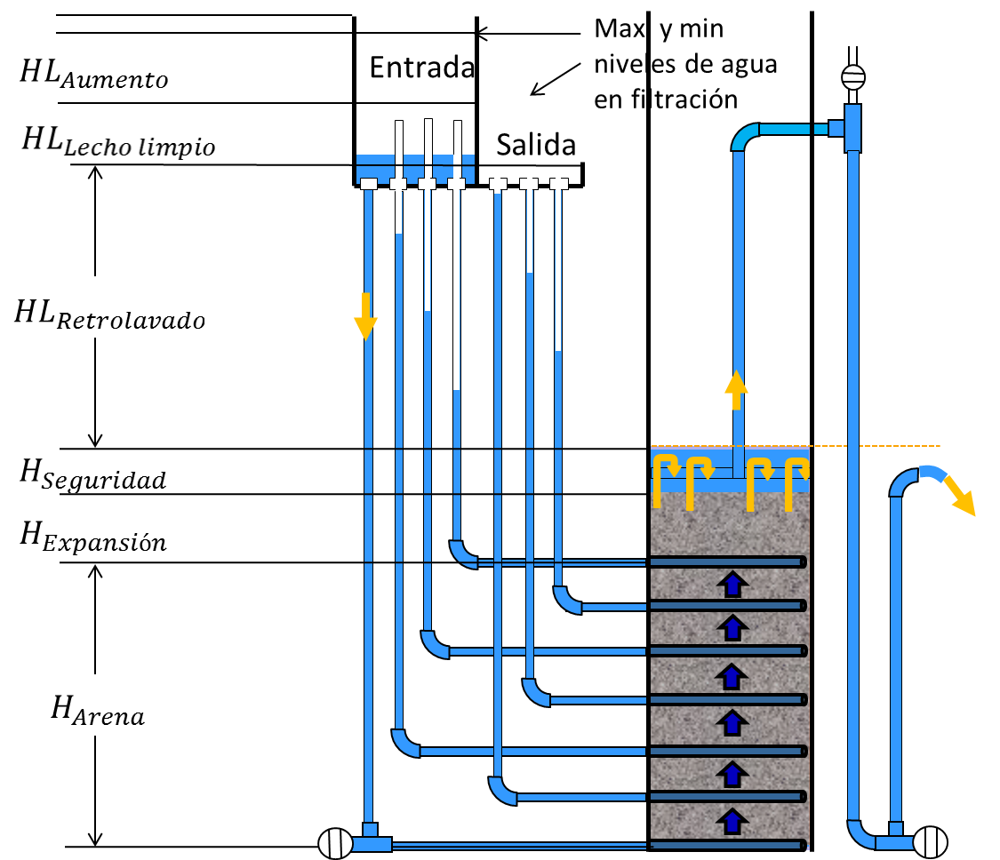 Max y min
niveles de agua
en filtración
Entrada
Salida
HL_Aumento
HL_Lecho limpio
HL_Retrolavado
H_Seguridad
H_Expansión
H_Arena